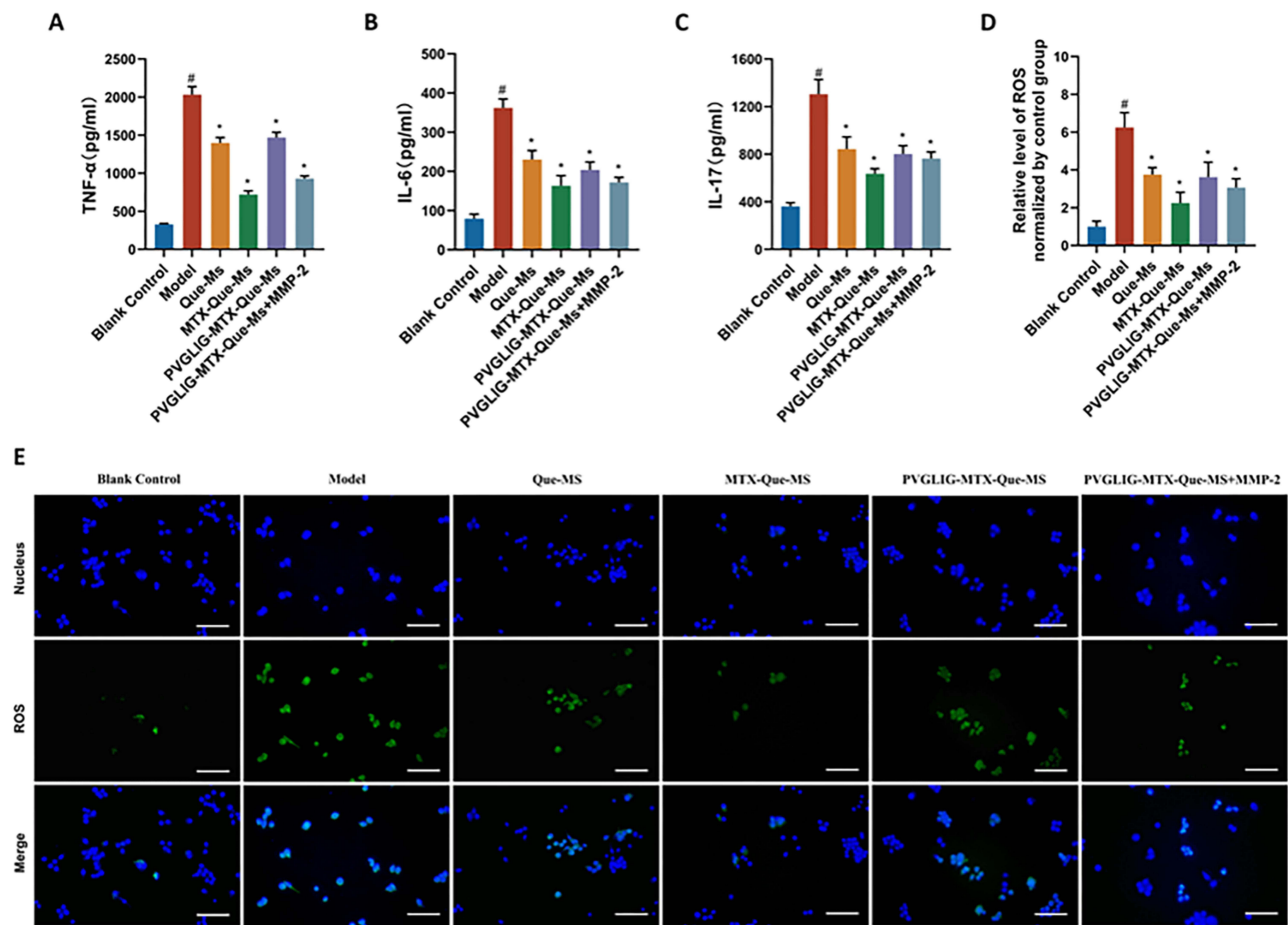 A
TNF-α(pg/ml)
2500
2000
1500
1000
500
0
#
*
*
*
*
Blank Control
Model
Que-Ms
MTX-Que-Ms
PVGLIG-MTX-Que-Ms
PVGLIG-MTX-Que-Ms+MMP-2
B
IL-6(pg/ml)
500
400
300
200
100
0
#
*
*
*
*
Blank Control
Model
Que-Ms
MTX-Que-Ms
PVGLIG-MTX-Que-Ms
PVGLIG-MTX-Que-Ms+MMP-2
C
IL-17(pg/ml)
1600
1200
800
400
0
#
*
*
*
*
Blank Control
Model
Que-Ms
MTX-Que-Ms
PVGLIG-MTX-Que-Ms
PVGLIG-MTX-Que-Ms+MMP-2
D
Relative level of ROS
normalized by control group
10
8
6
4
2
0
#
*
*
*
*
Blank Control
Model
Que-Ms
MTX-Que-Ms
PVGLIG-MTX-Que-Ms
PVGLIG-MTX-Que-Ms+MMP-2
E
Blank Control
Model
Que-MS
MTX-Que-MS
PVGLIG-MTX-Que-MS
PVGLIG-MTX-Que-MS+MMP-2
Nucleus
ROS
Merge